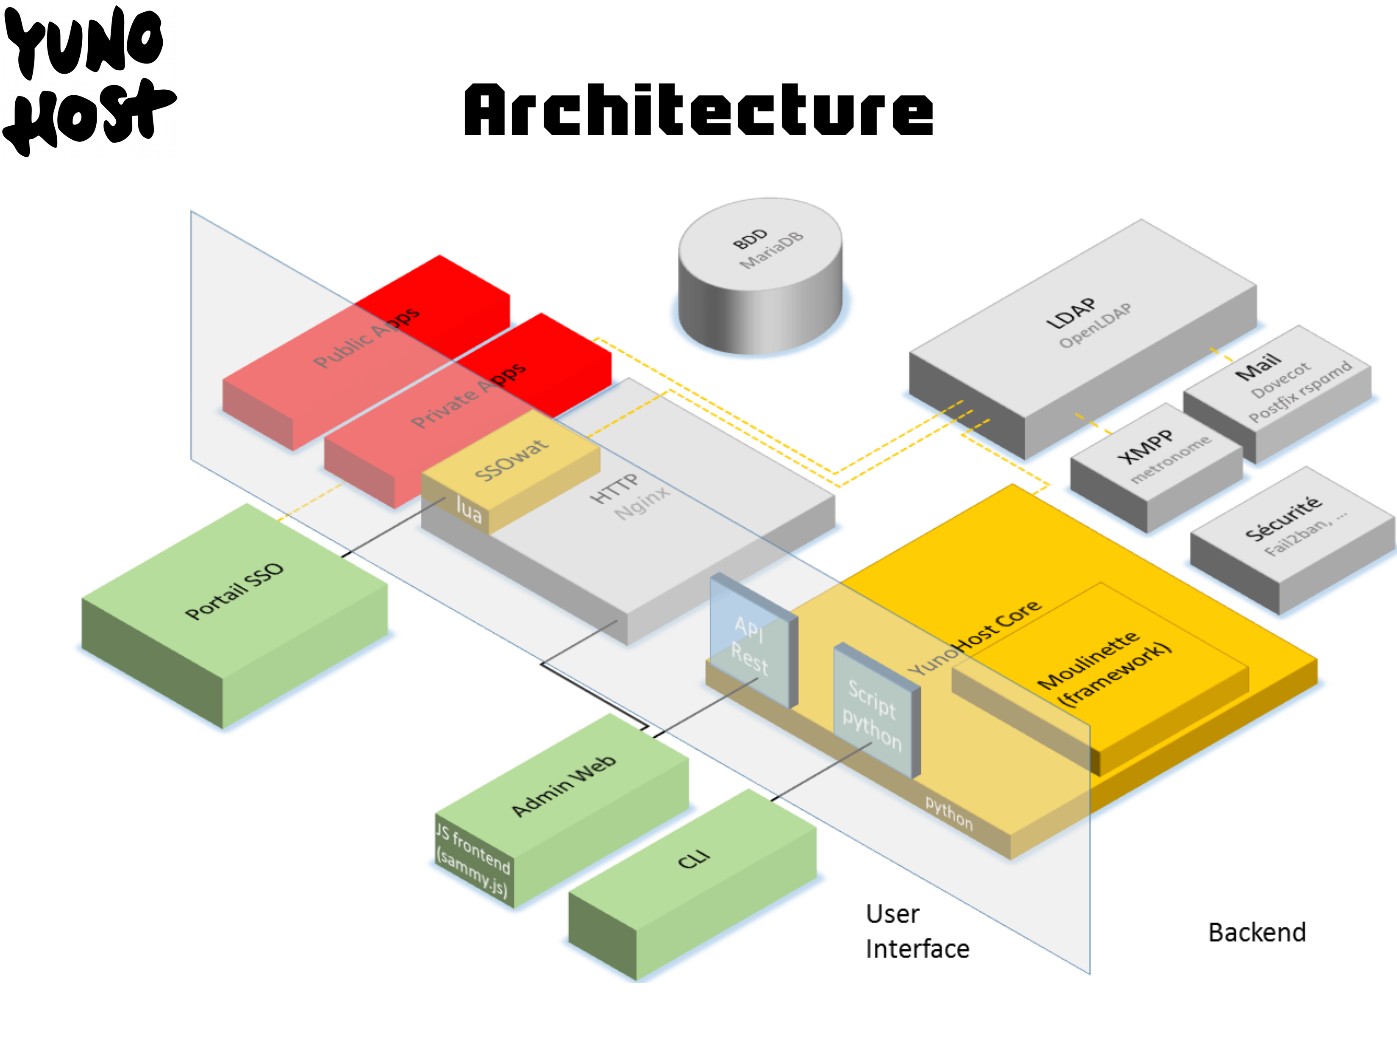 YUNO
HOST
Architecture
BDD
MariaDB
LDAP
OpenLDAP
Public Apps
Private Apps
Mail
Dovecot
Postfix rspamd
XMPP
metronome
SSOwat
lua
HTTP
Nginx
Sécurité
Fail2ban, ...
Portail SSO
API
Rest
YunoHost Core
Moulinette
(framework)
Script
python
python
Admin Web
JS frontend
(sammy.js)
CLI
User
Interface
Backend